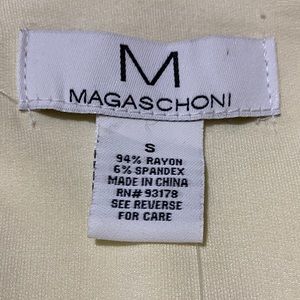 M
MAGASCHONI
S
94% RAYON
6% SPANDEX
MADE IN CHINA
RN# 93178
SEE REVERSE
FOR CARE